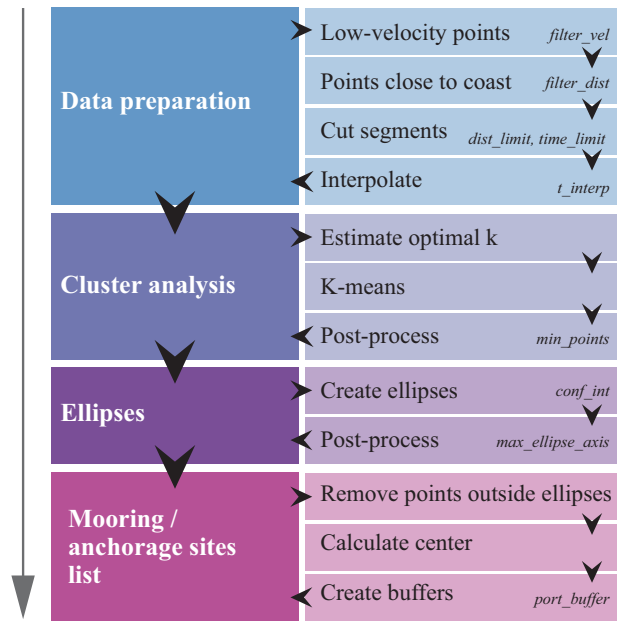 Data preparation
Low-velocity points filter_vel
Points close to coast filter_dist
Cut segments dist_limit, time_limit
Interpolate t_interp
Cluster analysis
Estimate optimal k
K-means
Post-process min_points
Ellipses
Create ellipses conf_int
Post-process max_ellipse_axis
Mooring /
anchorage sites
list
Remove points outside ellipses
Calculate center
Create buffers port_buffer